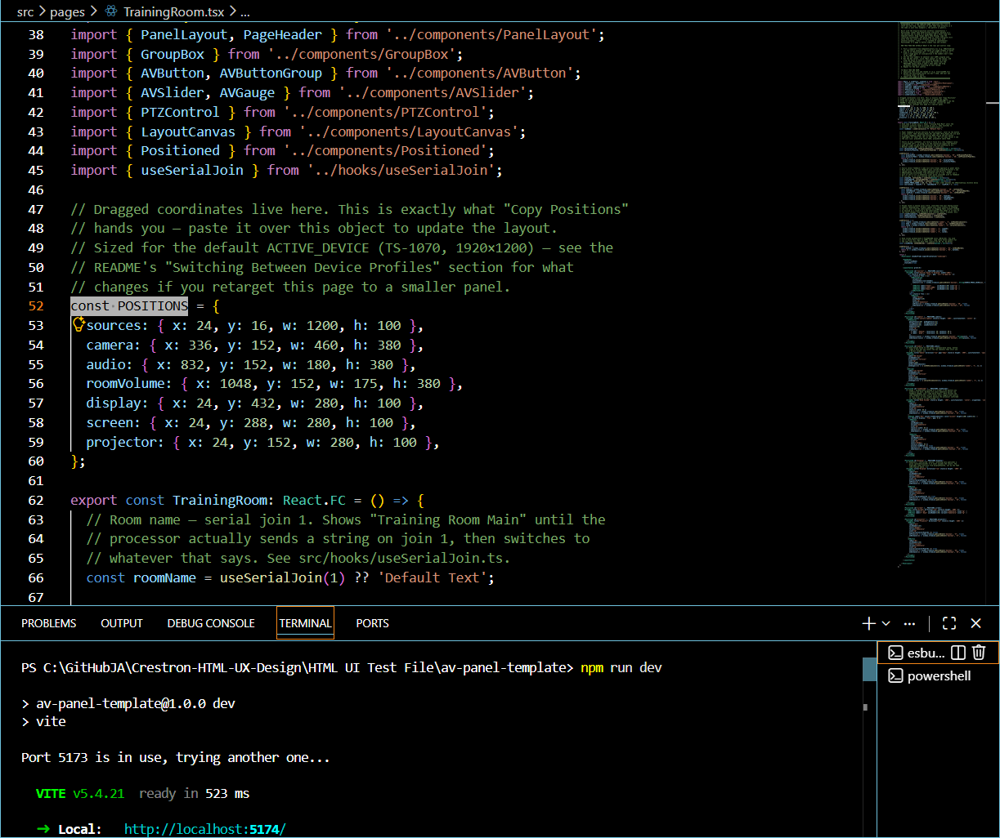 src > pages > TrainingRoom.tsx > ...
38 import { PanelLayout, PageHeader } from '../components/PanelLayout';
39 import { GroupBox } from '../components/GroupBox';
40 import { AVButton, AVButtonGroup } from '../components/AVButton';
41 import { AVSlider, AVGauge } from '../components/AVSlider';
42 import { PTZControl } from '../components/PTZControl';
43 import { LayoutCanvas } from '../components/LayoutCanvas';
44 import { Positioned } from '../components/Positioned';
45 import { useSerialJoin } from '../hooks/useSerialJoin';
46
47 // Dragged coordinates live here. This is exactly what "Copy Positions"
48 // hands you — paste it over this object to update the layout.
49 // Sized for the default ACTIVE_DEVICE (TS-1070, 1920×1200) — see the
50 // README's "Switching Between Device Profiles" section for what
51 // changes if you retarget this page to a smaller panel.
52 const POSITIONS = {
53 sources: { x: 24, y: 16, w: 1200, h: 100 },
54 camera: { x: 336, y: 152, w: 460, h: 380 },
55 audio: { x: 832, y: 152, w: 180, h: 380 },
56 roomVolume: { x: 1048, y: 152, w: 175, h: 380 },
57 display: { x: 24, y: 432, w: 280, h: 100 },
58 screen: { x: 24, y: 288, w: 280, h: 100 },
59 projector: { x: 24, y: 152, w: 280, h: 100 },
60 };
61
62 export const TrainingRoom: React.FC = () => {
63 // Room name — serial join 1. Shows "Training Room Main" until the
64 // processor actually sends a string on join 1, then switches to
65 // whatever that says. See src/hooks/useSerialJoin.ts.
66 const roomName = useSerialJoin(1) ?? 'Default Text';
67
PROBLEMS OUTPUT DEBUG CONSOLE TERMINAL PORTS
PS C:\GitHubJA\Crestron-HTML-UX-Design\HTML UI Test File\av-panel-template> npm run dev
> av-panel-template@1.0.0 dev
> vite
Port 5173 is in use, trying another one...
VITE v5.4.21 ready in 523 ms
➜ Local: http://localhost:5174/
esbu...
powershell